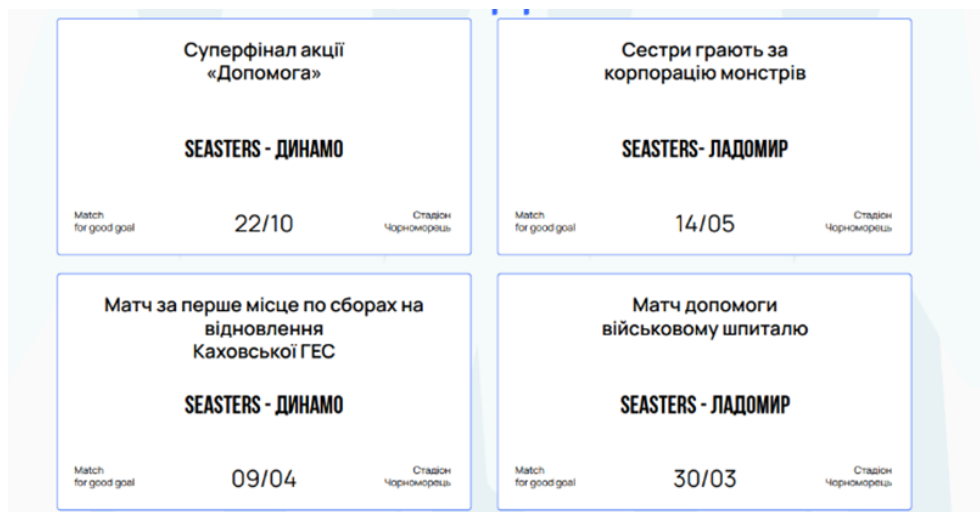 Суперфінал акції
«Допомога»
SEASTERS - ДИНАМО
Match
for good goal
22/10
Стадіон
Чорноморець
Сестри грають за
корпорацію монстрів
SEASTERS- ЛАДОМИР
Match
for good goal
14/05
Стадіон
Чорноморець
Матч за перше місце по сборах на
відновлення
Каховської ГЕС
SEASTERS - ДИНАМО
Match
for good goal
09/04
Стадіон
Чорноморець
Матч допомоги
військовому шпиталю
SEASTERS - ЛАДОМИР
Match
for good goal
30/03
Стадіон
Чорноморець